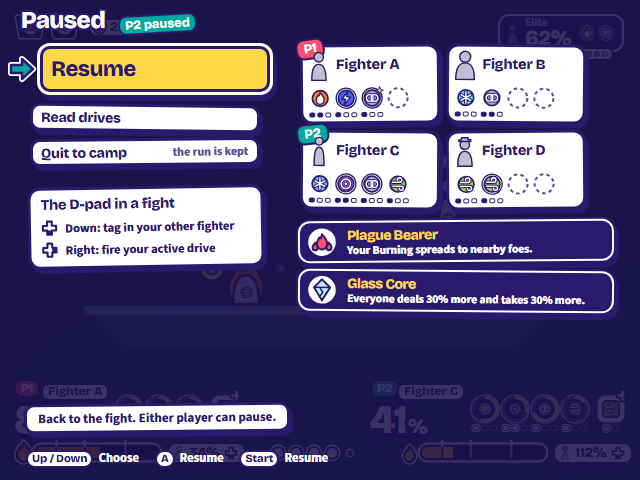 Paused
P2 paused
Elite
62%
Resume
Read drives
Quit to camp
the run is kept
The D-pad in a fight
Down: tag in your other fighter
Right: fire your active drive
P1
Fighter A
Fighter B
P2
Fighter C
Fighter D
Plague Bearer
Your Burning spreads to nearby foes.
Glass Core
Everyone deals 30% more and takes 30% more.
P1
Fighter A
P2
Fighter C
41%
112%
Back to the fight. Either player can pause.
Up / Down
Choose
A
Resume
Start
Resume